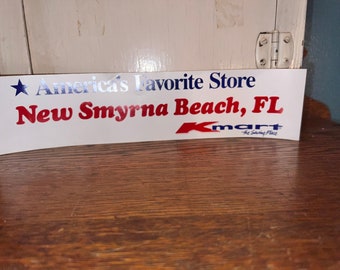 ★ America's Favorite Store
New Smyrna Beach, FL
Kmart
the Saving Place